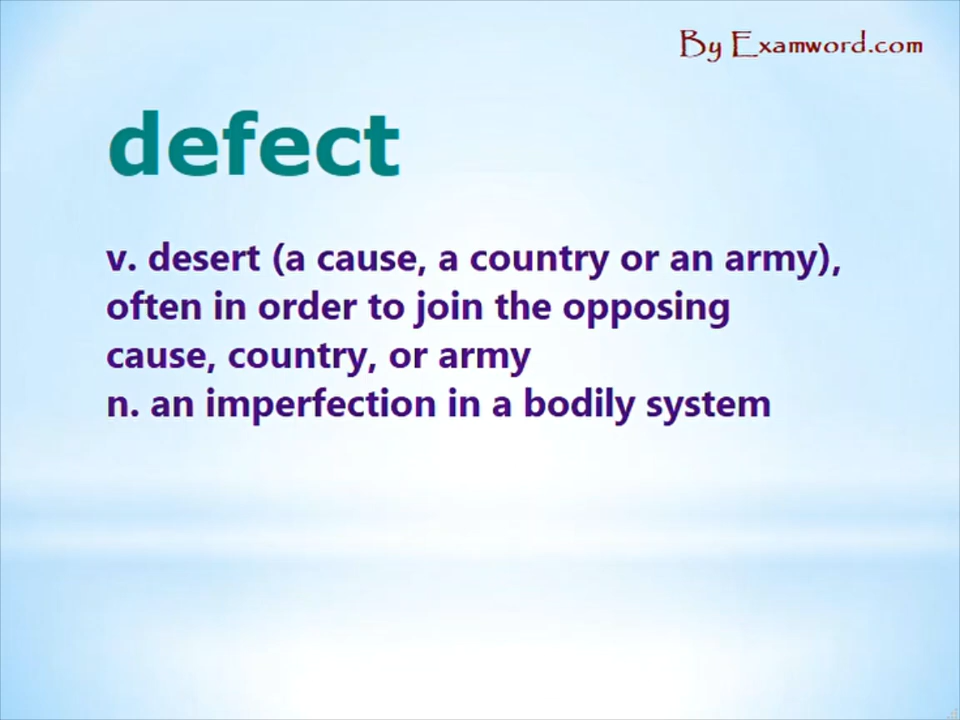 By Examword.com
defect
v. desert (a cause, a country or an army),
often in order to join the opposing
cause, country, or army
n. an imperfection in a bodily system